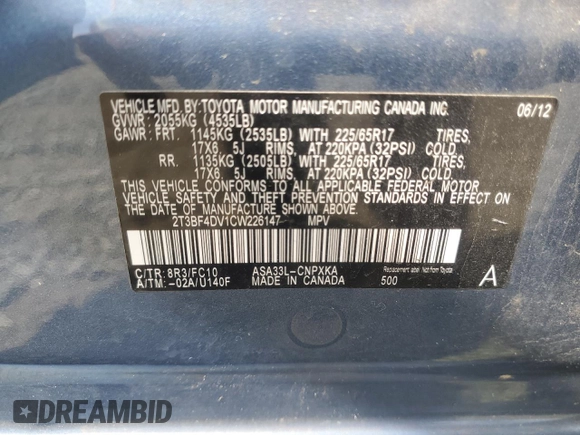 VEHICLE MFD. BY: TOYOTA MOTOR MANUFACTURING CANADA INC.
GVWR: 2055KG (4535LB) 06/12
GAWR: FRT. 1145KG (2535LB) WITH 225/65R17 TIRES,
17X6.5J RIMS, AT 220KPA (32PSI) COLD.
RR. 1135KG (2505LB) WITH 225/65R17 TIRES,
17X6.5J RIMS, AT 220KPA (32PSI) COLD.
THIS VEHICLE CONFORMS TO ALL APPLICABLE FEDERAL MOTOR
VEHICLE SAFETY AND THEFT PREVENTION STANDARDS IN EFFECT ON
THE DATE OF MANUFACTURE SHOWN ABOVE.
2T3BF4DV1CW226147 MPV
C/TR: 8R3/FC10 ASA33L-CNPXKA
A/TM: -02A/U140F MADE IN CANADA 500 A
DREAMBID